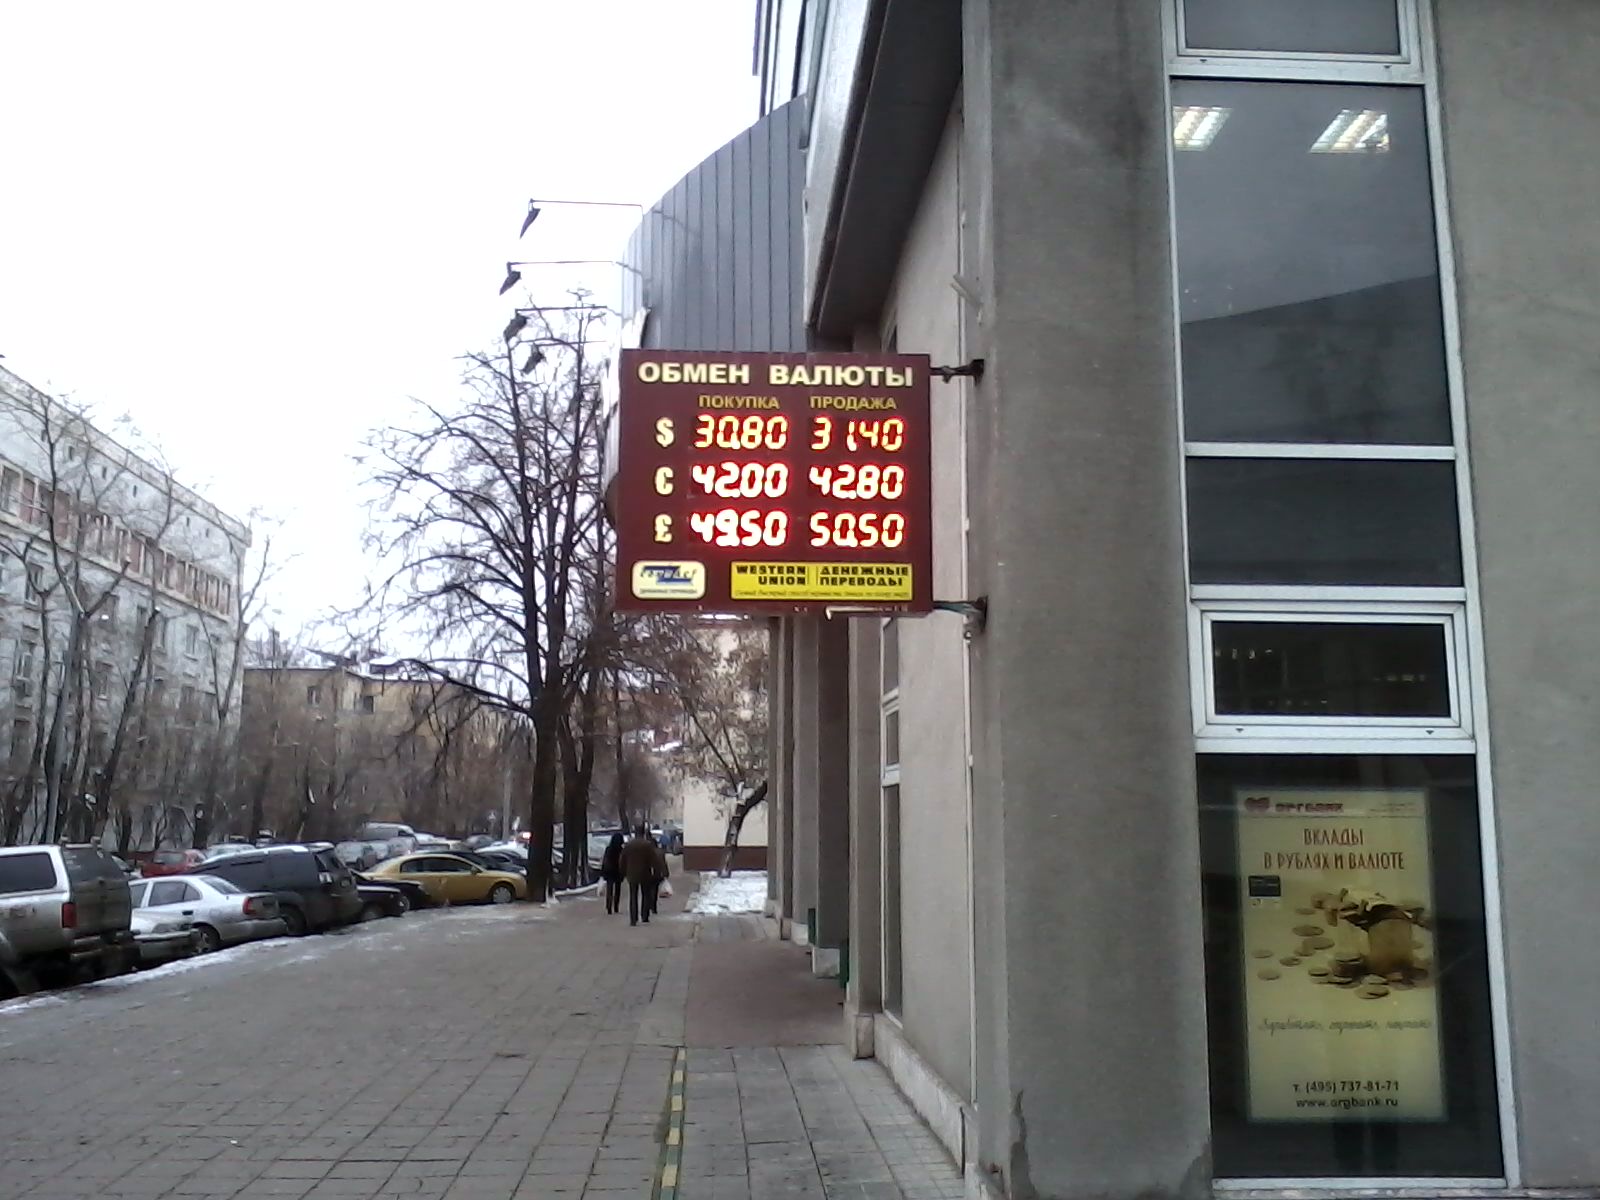 ОБМЕН ВАЛЮТЫ
ПОКУПКА ПРОДАЖА
$ 30.80 31.40
€ 42.00 42.80
£ 49.50 50.50
WESTERN UNION ДЕНЕЖНЫЕ ПЕРЕВОДЫ
ОРГБАНК
ВКЛАДЫ
В РУБЛЯХ И ВАЛЮТЕ
т. (495) 737-81-71
www.orgbank.ru